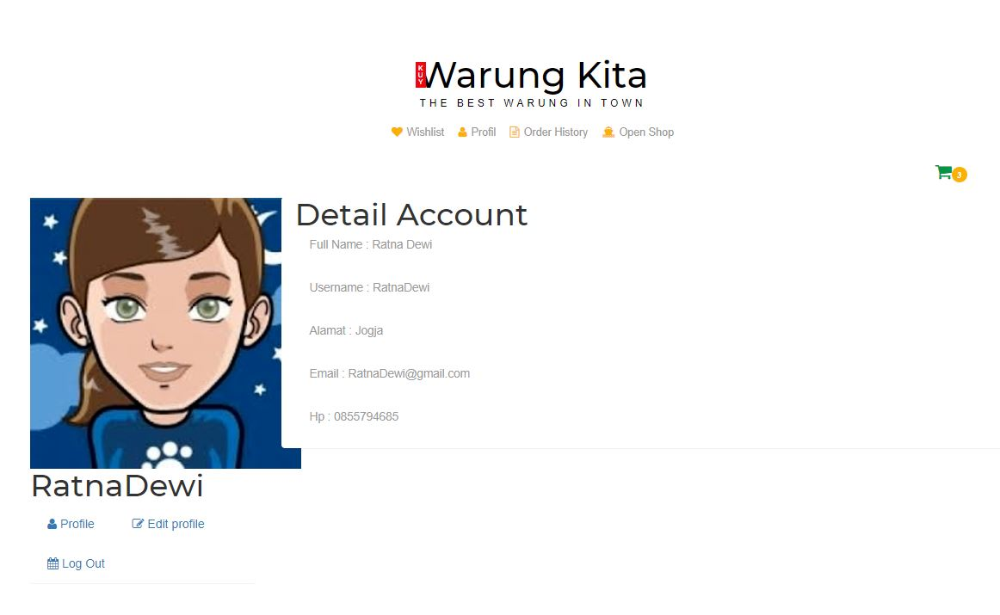 KUY
Warung Kita
THE BEST WARUNG IN TOWN
Wishlist Profil Order History Open Shop
3
Detail Account
Full Name : Ratna Dewi
Username : RatnaDewi
Alamat : Jogja
Email : RatnaDewi@gmail.com
Hp : 0855794685
RatnaDewi
Profile Edit profile
Log Out